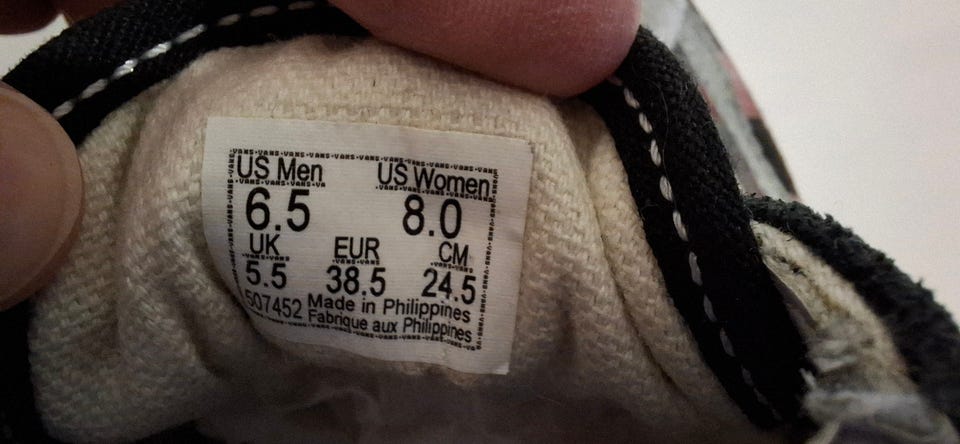 US Men US Women
6.5 8.0
UK EUR CM
5.5 38.5 24.5
507452 Made in Philippines
Fabrique aux Philippines